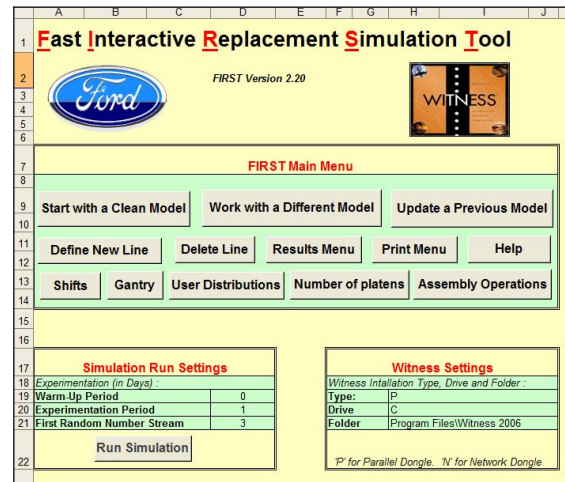 A B C D E F G H I J
1 Fast Interactive Replacement Simulation Tool
2 Ford FIRST Version 2.20 WITNESS
3
4
5
6
7 FIRST Main Menu
8
9 Start with a Clean Model Work with a Different Model Update a Previous Model
10
11 Define New Line Delete Line Results Menu Print Menu Help
12
13 Shifts Gantry User Distributions Number of platens Assembly Operations
14
15
16
17 Simulation Run Settings Witness Settings
18 Experimentation (in Days) : Witness Intallation Type, Drive and Folder :
19 Warm-Up Period 0 Type: P
20 Experimentation Period 1 Drive C
21 First Random Number Stream 3 Folder Program Files\Witness 2006
Run Simulation
22 'P' for Parallel Dongle. 'N' for Network Dongle